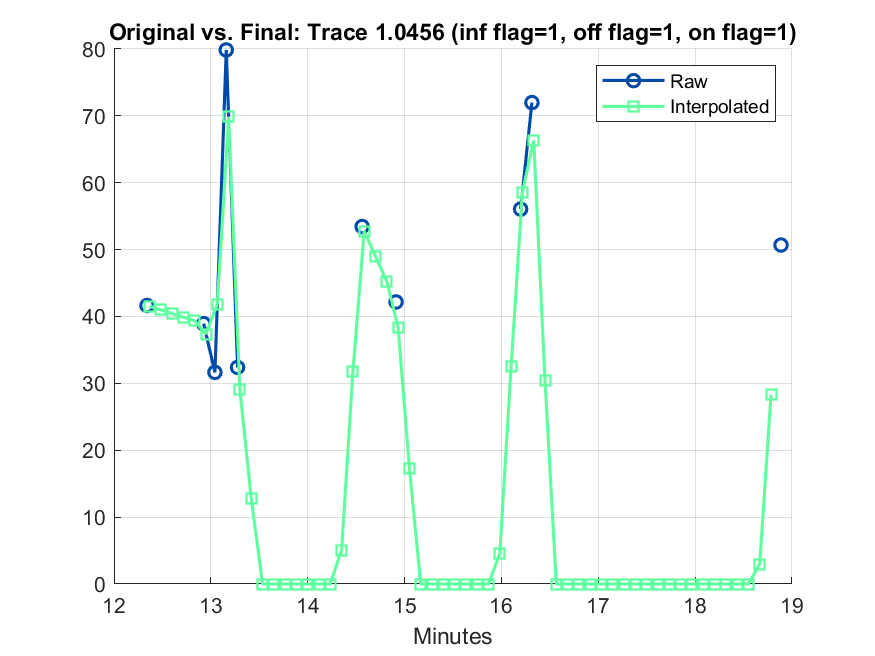 Original vs. Final: Trace 1.0456 (inf flag=1, off flag=1, on flag=1)
80
70
60
50
40
30
20
10
0
Raw
Interpolated
12 13 14 15 16 17 18 19
Minutes